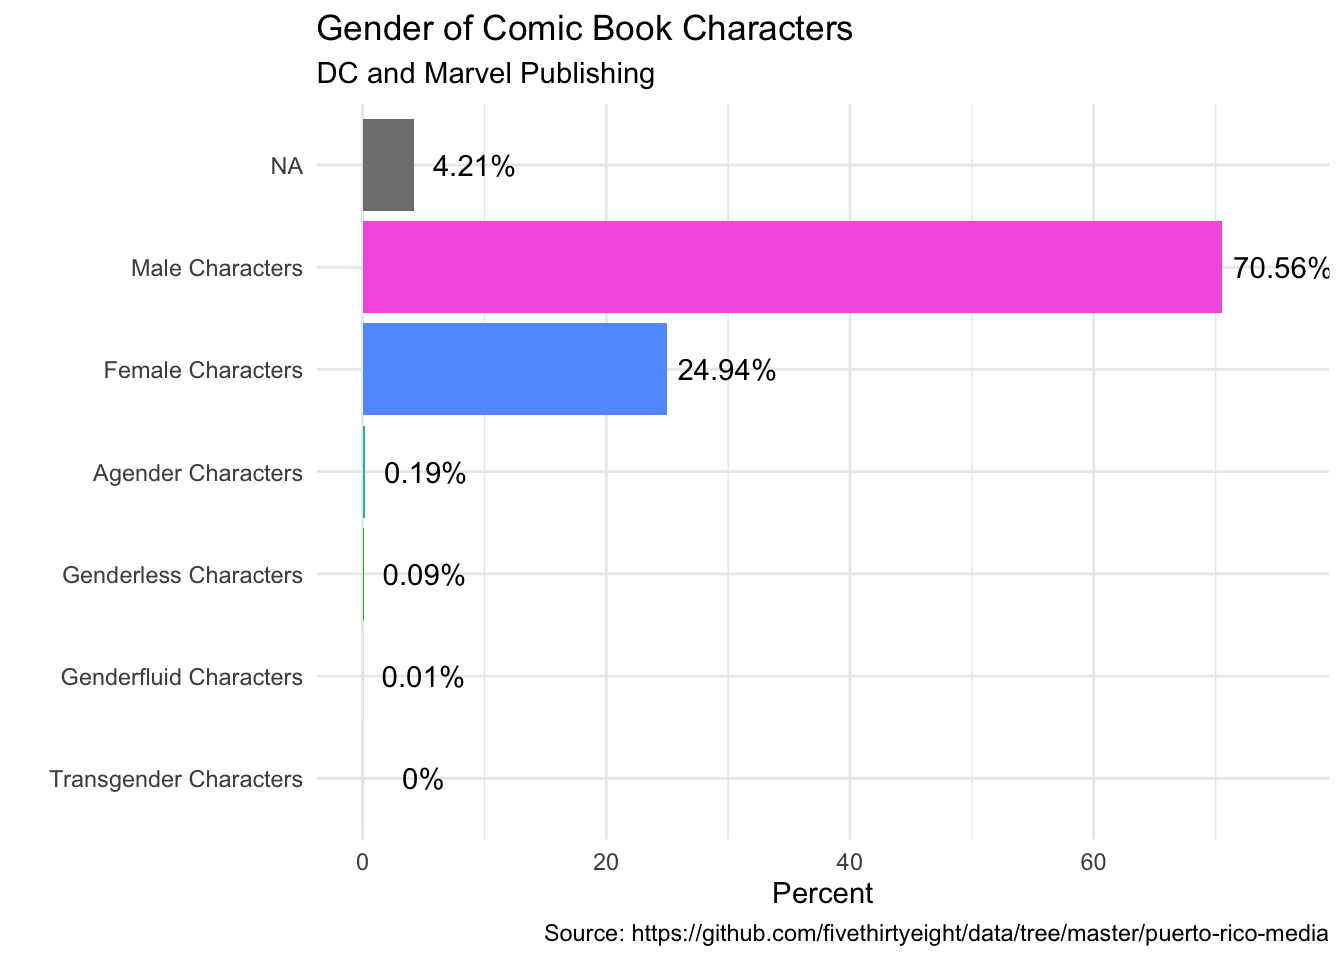 Gender of Comic Book Characters
DC and Marvel Publishing
NA 4.21%
Male Characters 70.56%
Female Characters 24.94%
Agender Characters 0.19%
Genderless Characters 0.09%
Genderfluid Characters 0.01%
Transgender Characters 0%
0 20 40 60
Percent
Source: https://github.com/fivethirtyeight/data/tree/master/puerto-rico-media